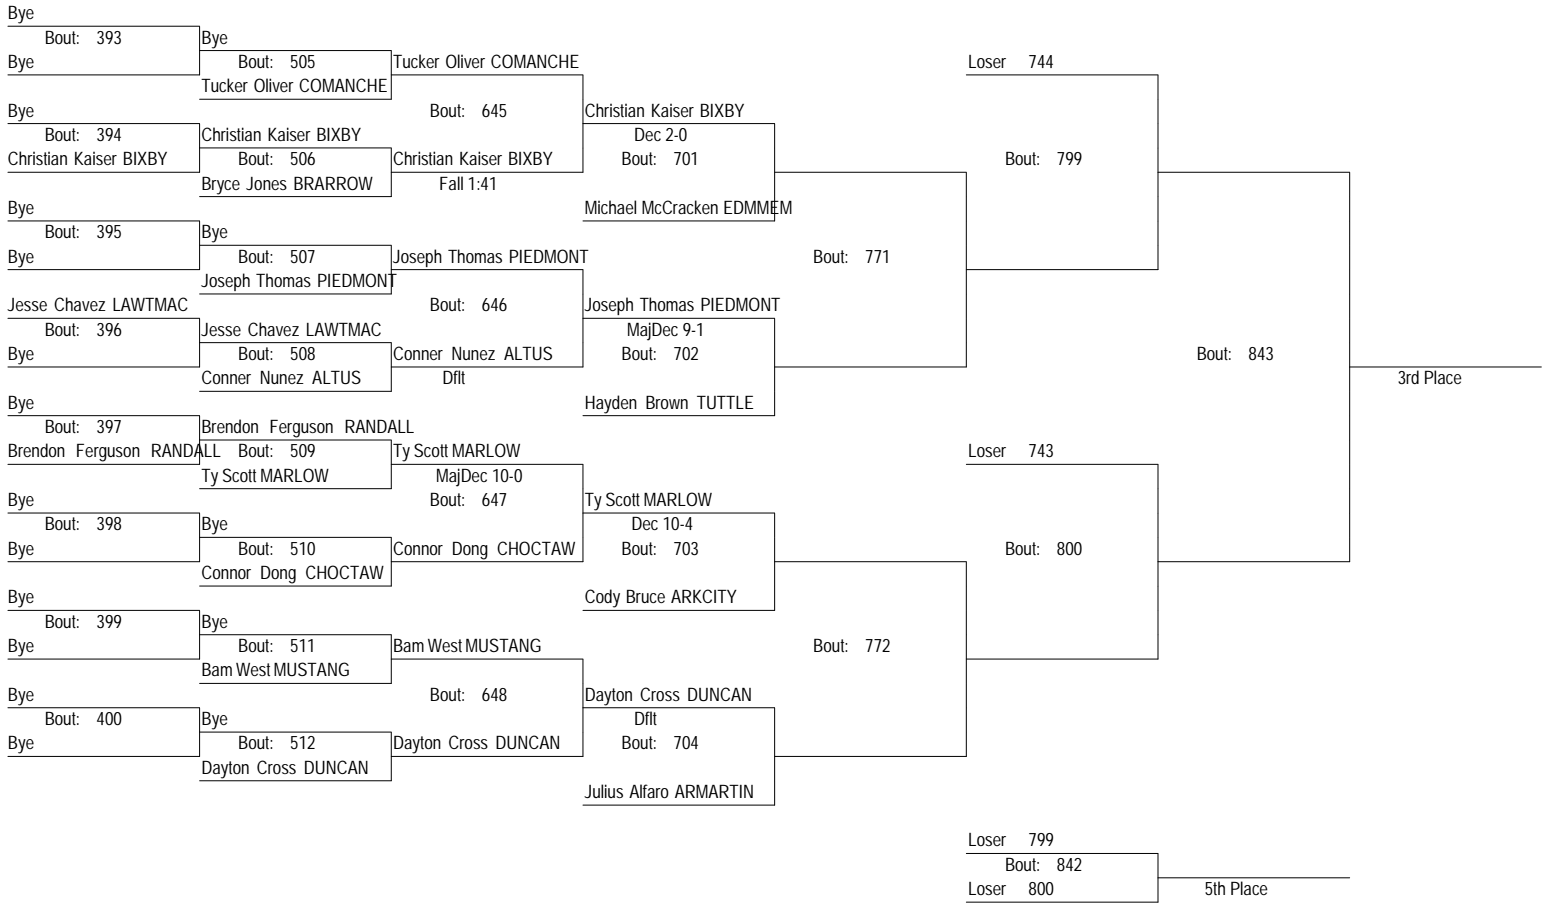 Bye
Bout: 393
Bye
Bye
Bout: 394
Christian Kaiser BIXBY
Bye
Bout: 395
Bye
Jesse Chavez LAWTMAC
Bout: 396
Bye
Bye
Bout: 397
Brendon Ferguson RANDALL
Bye
Bout: 398
Bye
Bye
Bout: 399
Bye
Bye
Bout: 400
Bye
Bye
Bout: 505
Tucker Oliver COMANCHE
Christian Kaiser BIXBY
Bout: 506
Bryce Jones BRARROW
Bye
Bout: 507
Joseph Thomas PIEDMONT
Jesse Chavez LAWTMAC
Bout: 508
Conner Nunez ALTUS
Brendon Ferguson RANDALL
Bout: 509
Ty Scott MARLOW
Bye
Bout: 510
Connor Dong CHOCTAW
Bye
Bout: 511
Bam West MUSTANG
Bye
Bout: 512
Dayton Cross DUNCAN
Tucker Oliver COMANCHE
Bout: 645
Christian Kaiser BIXBY
Fall 1:41
Joseph Thomas PIEDMONT
Bout: 646
Conner Nunez ALTUS
Dflt
Ty Scott MARLOW
MajDec 10-0
Bout: 647
Connor Dong CHOCTAW
Bam West MUSTANG
Bout: 648
Dayton Cross DUNCAN
Christian Kaiser BIXBY
Dec 2-0
Bout: 701
Michael McCracken EDMMEM
Joseph Thomas PIEDMONT
MajDec 9-1
Bout: 702
Hayden Brown TUTTLE
Ty Scott MARLOW
Dec 10-4
Bout: 703
Cody Bruce ARKCITY
Dayton Cross DUNCAN
Dflt
Bout: 704
Julius Alfaro ARMARTIN
Bout: 771
Bout: 772
Loser 744
Bout: 799
Loser 743
Bout: 800
Bout: 843
3rd Place
Loser 799
Bout: 842
Loser 800
5th Place